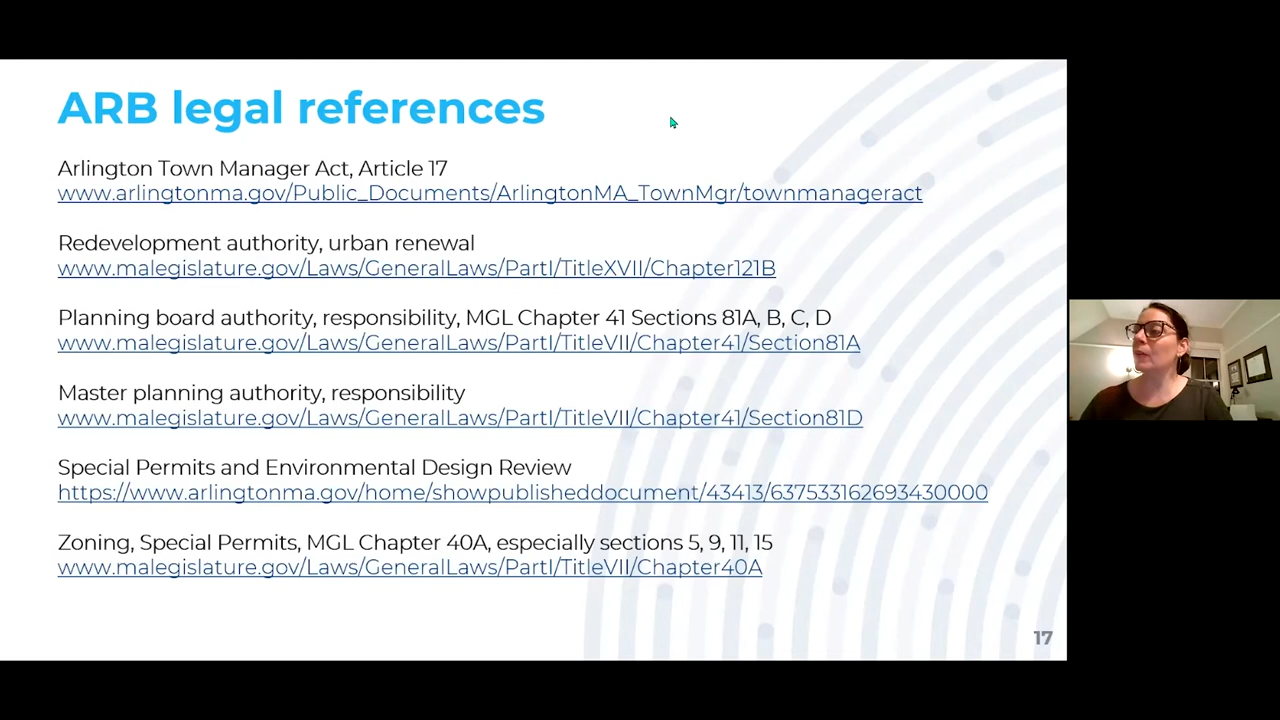 ARB legal references
Arlington Town Manager Act, Article 17
www.arlingtonma.gov/Public_Documents/ArlingtonMA_TownMgr/townmanageract
Redevelopment authority, urban renewal
www.malegislature.gov/Laws/GeneralLaws/PartI/TitleXVII/Chapter121B
Planning board authority, responsibility, MGL Chapter 41 Sections 81A, B, C, D
www.malegislature.gov/Laws/GeneralLaws/PartI/TitleVII/Chapter41/Section81A
Master planning authority, responsibility
www.malegislature.gov/Laws/GeneralLaws/PartI/TitleVII/Chapter41/Section81D
Special Permits and Environmental Design Review
https://www.arlingtonma.gov/home/showpublisheddocument/43413/637533162693430000
Zoning, Special Permits, MGL Chapter 40A, especially sections 5, 9, 11, 15
www.malegislature.gov/Laws/GeneralLaws/PartI/TitleVII/Chapter40A
17